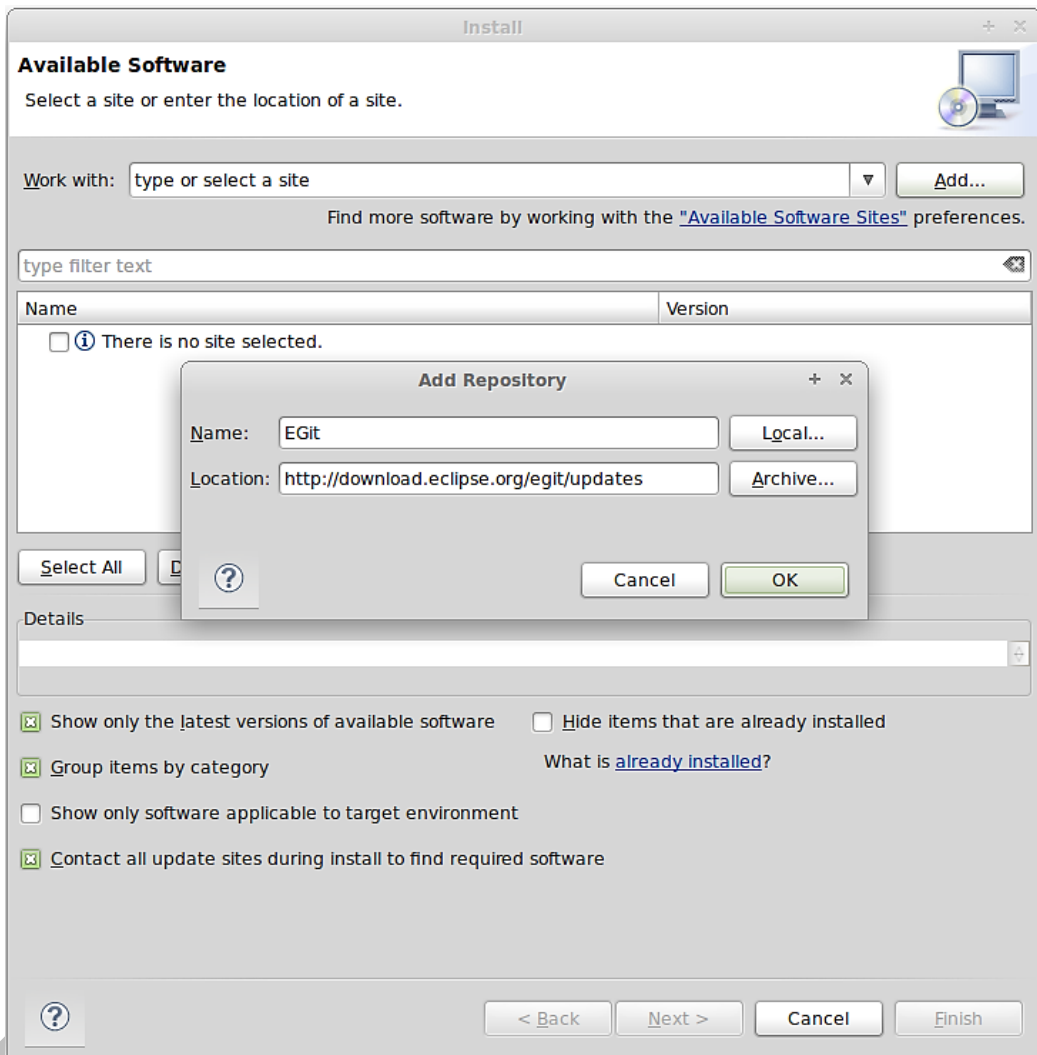 Install
Available Software
Select a site or enter the location of a site.
Work with: type or select a site Add...
Find more software by working with the "Available Software Sites" preferences.
type filter text
Name Version
There is no site selected.
Add Repository
Name: EGit Local...
Location: http://download.eclipse.org/egit/updates Archive...
Select All D
? Cancel OK
Details
Show only the latest versions of available software Hide items that are already installed
Group items by category What is already installed?
Show only software applicable to target environment
Contact all update sites during install to find required software
? < Back Next > Cancel Finish